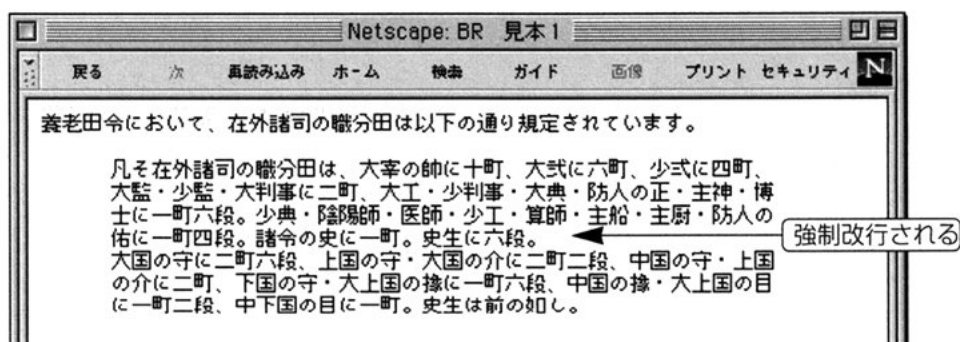 Netscape: BR 見本1
戻る 次 再読み込み ホーム 検索 ガイド 画像 プリント セキュリティ N
養老田令において、在外諸司の職分田は以下の通り規定されています。
凡そ在外諸司の職分田は、大宰の帥に十町、大弐に六町、少弐に四町、
大監・少監・大判事に二町、大工・少判事・大典・防人の正・主神・博
士に一町六段。少典・陰陽師・医師・少工・算師・主船・主厨・防人の
佑に一町四段。諸令の史に一町。史生に六段。
強制改行される
大国の守に二町六段、上国の守・大国の介に二町二段、中国の守・上国
の介に二町、下国の守・大上国の掾に一町六段、中国の掾・大上国の目
に一町二段、中下国の目に一町。史生は前の如し。